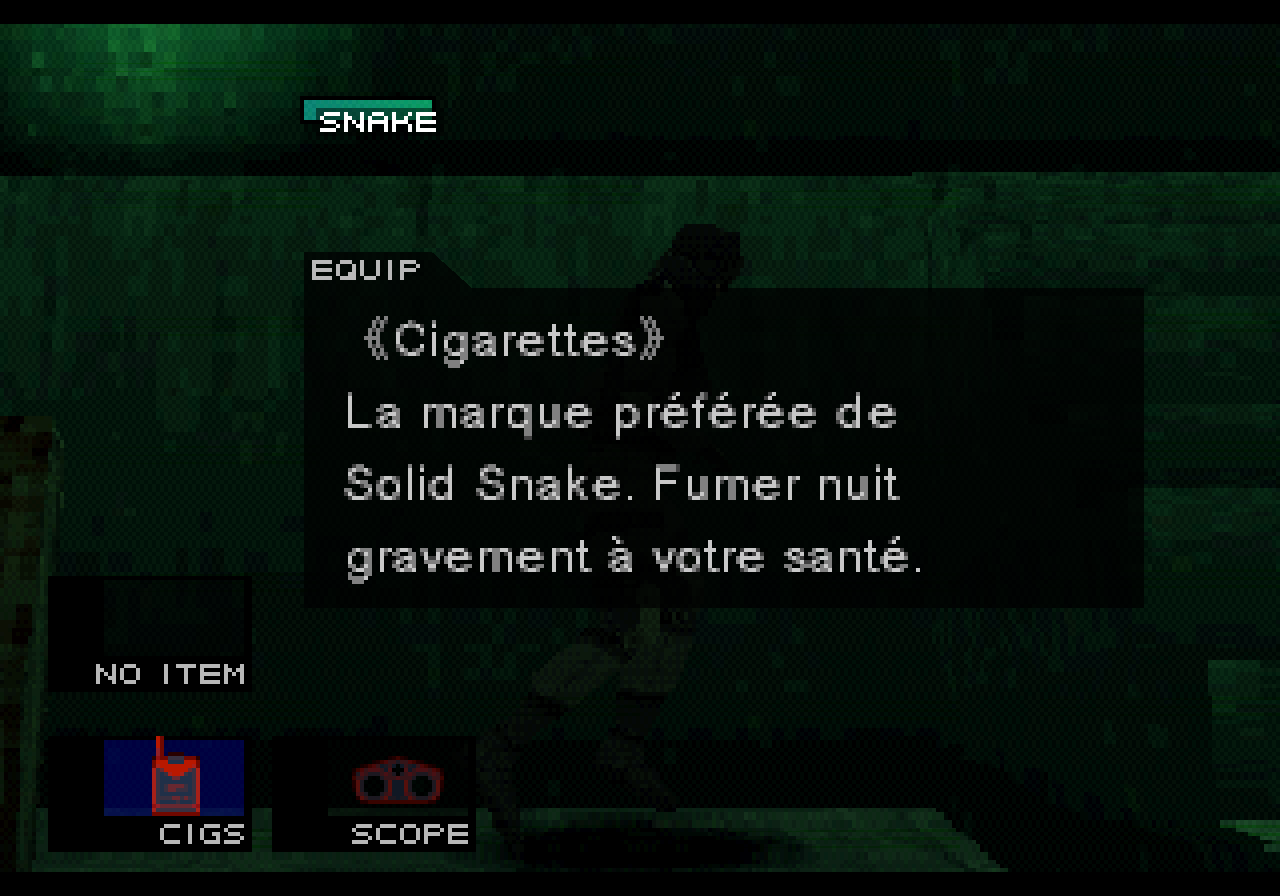 SNAKE
EQUIP
《Cigarettes》
La marque préférée de
Solid Snake. Fumer nuit
gravement à votre santé.
NO ITEM
CIGS
SCOPE